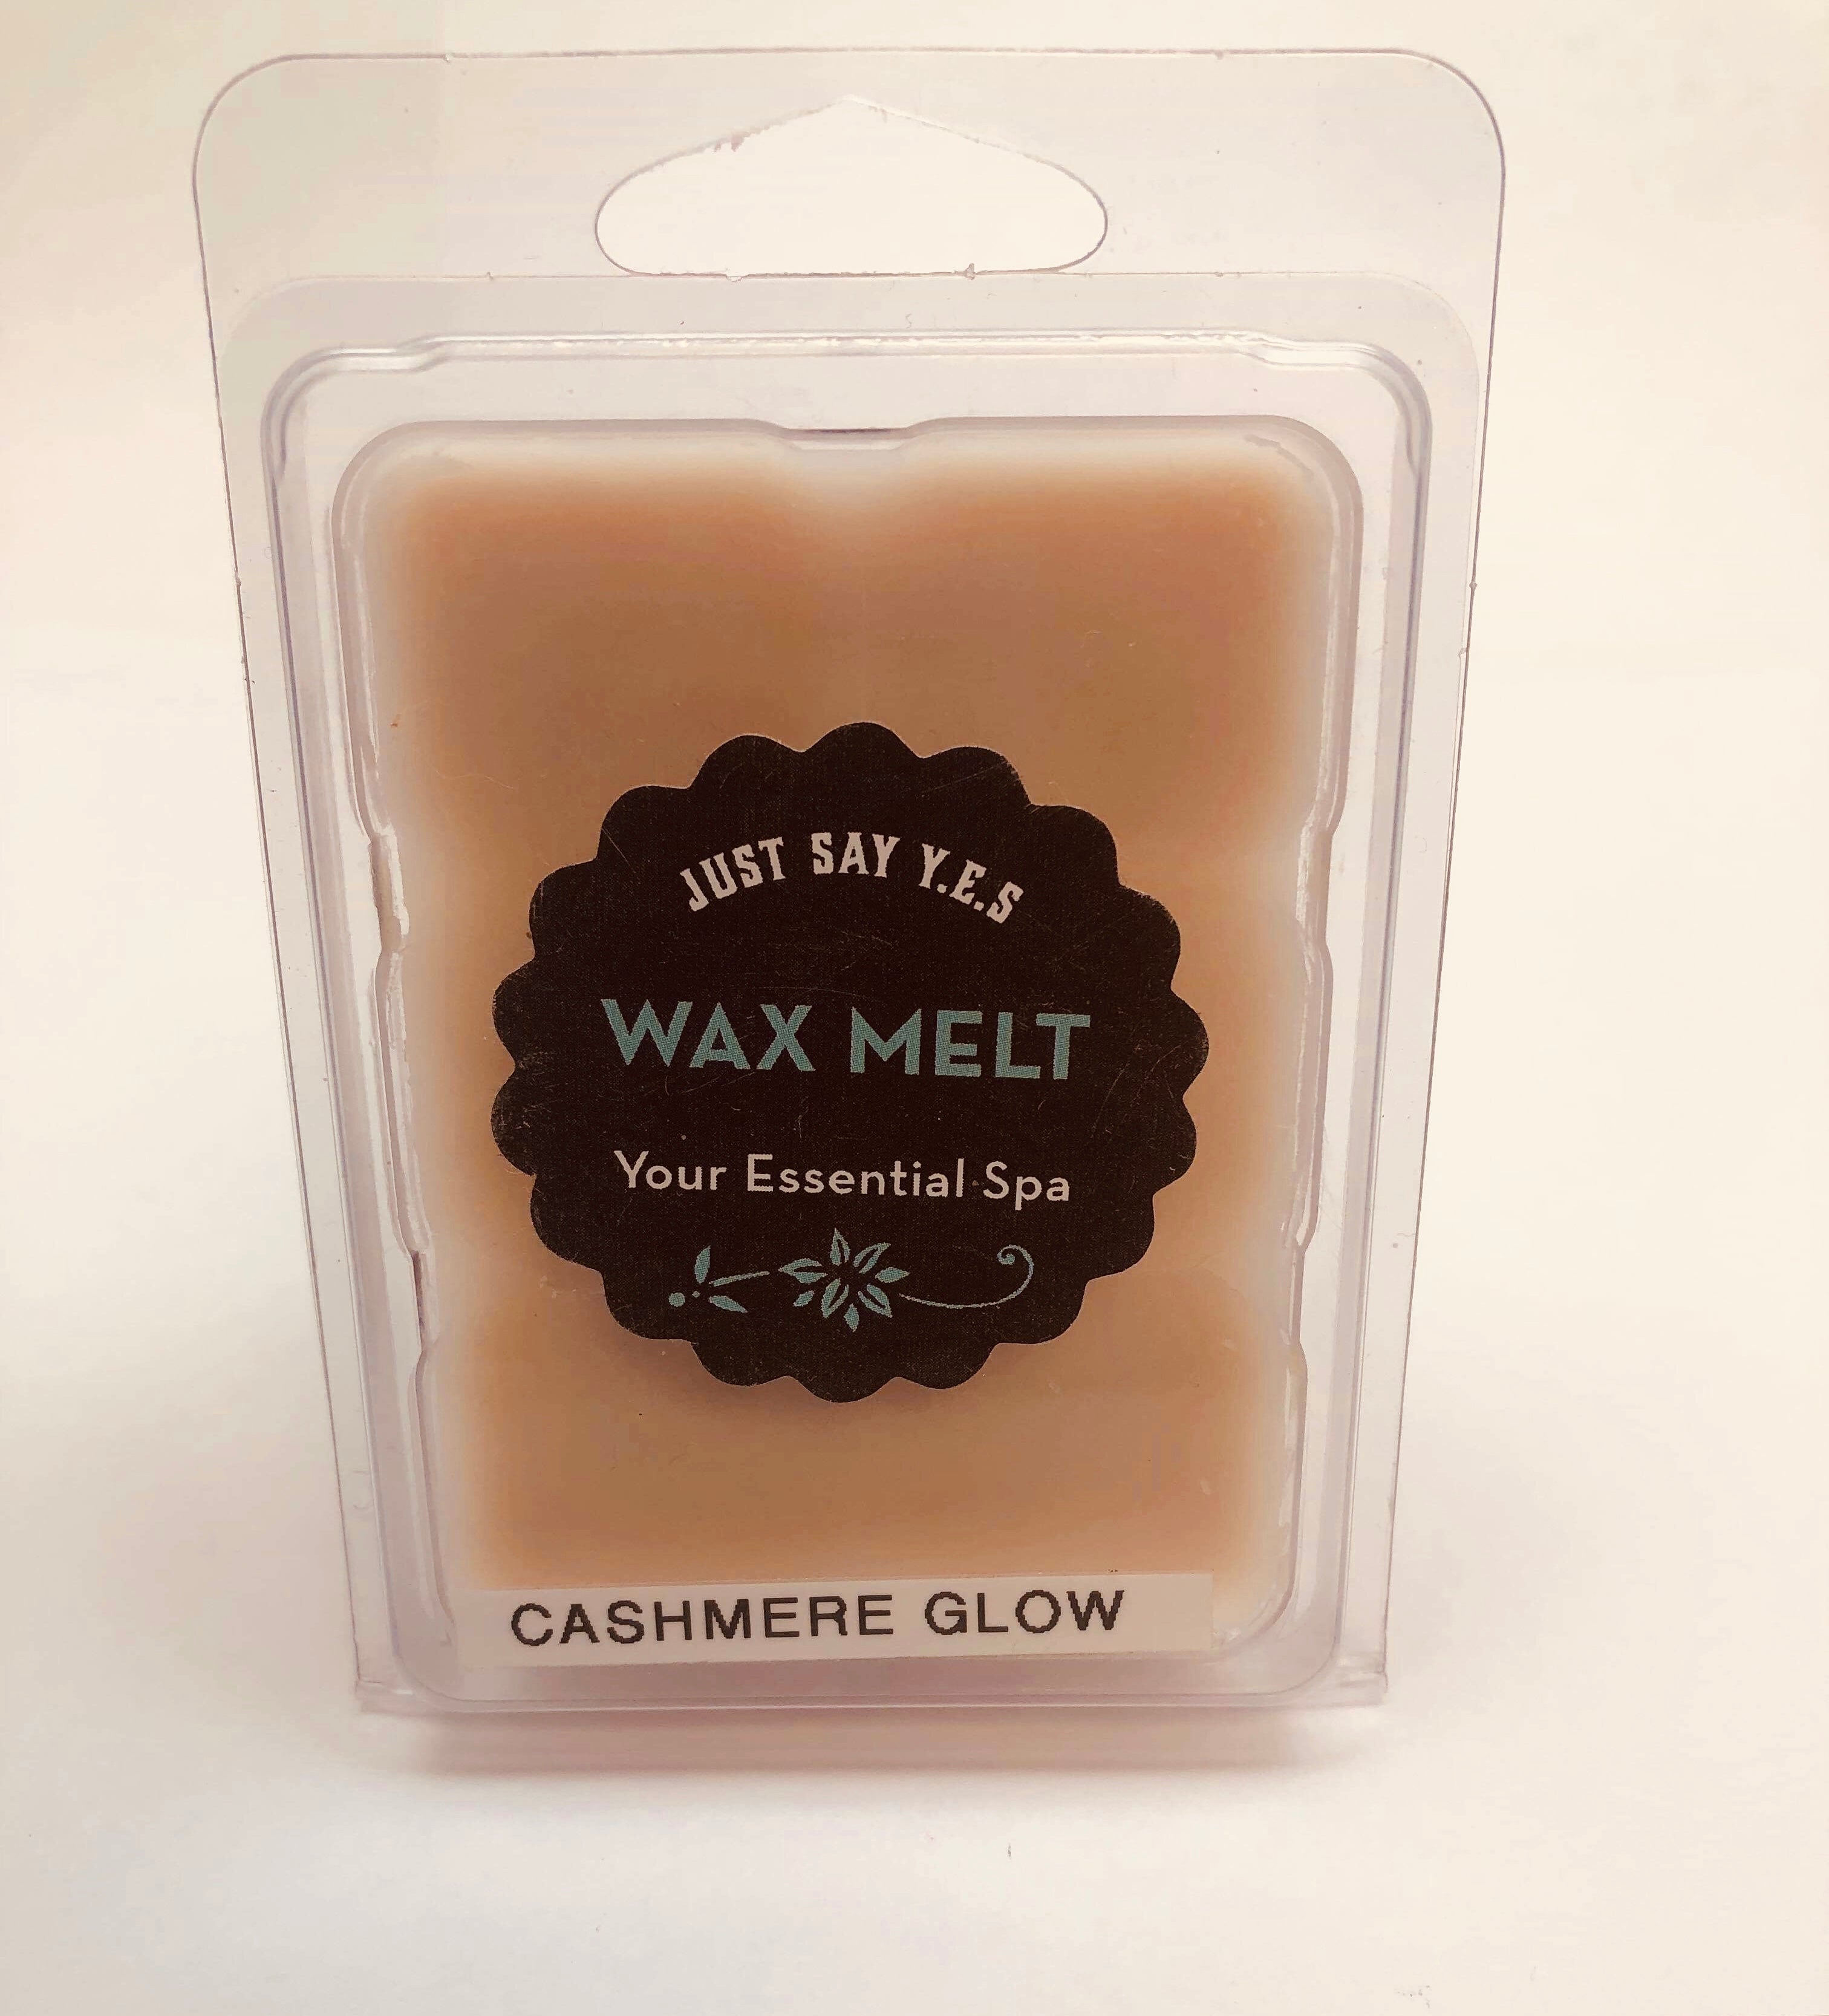 JUST SAY Y.E.S
WAX MELT
Your Essential Spa
CASHMERE GLOW